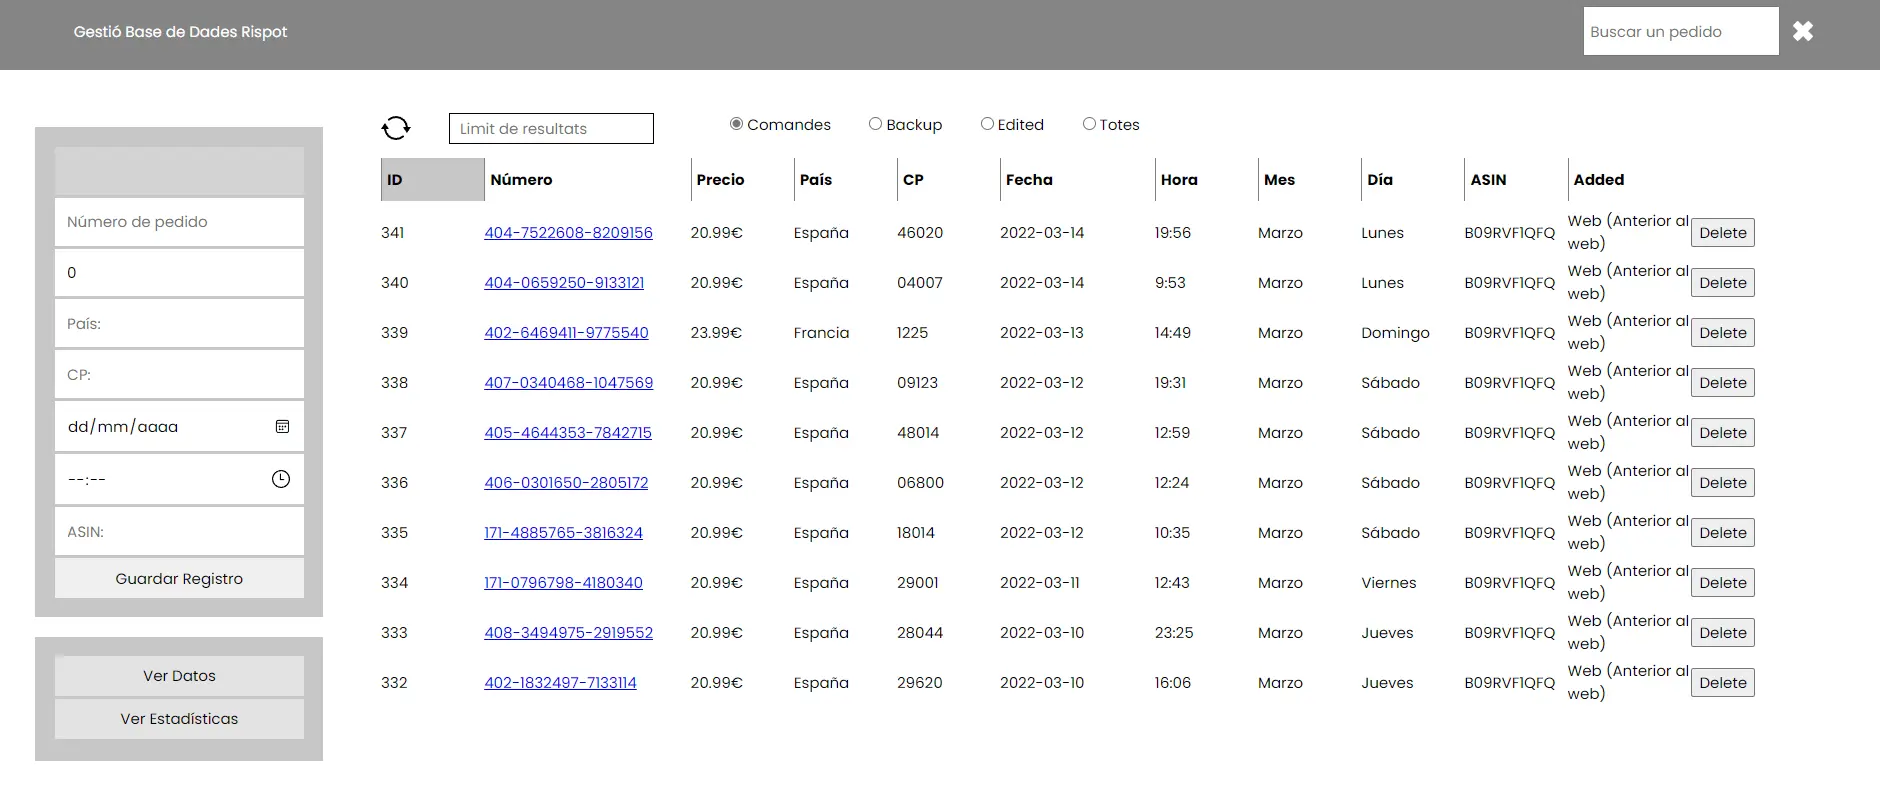 Gestió Base de Dades Rispot
Buscar un pedido
Limit de resultats
Comandes Backup Edited Totes
Número de pedido
0
País:
CP:
dd/mm/aaaa
--:--
ASIN:
Guardar Registro
Ver Datos
Ver Estadísticas
ID Número Precio País CP Fecha Hora Mes Día ASIN Added
341 404-7522608-8209156 20.99€ España 46020 2022-03-14 19:56 Marzo Lunes B09RVF1QFQ Web (Anterior al web) Delete
340 404-0659250-9133121 20.99€ España 04007 2022-03-14 9:53 Marzo Lunes B09RVF1QFQ Web (Anterior al web) Delete
339 402-6469411-9775540 23.99€ Francia 1225 2022-03-13 14:49 Marzo Domingo B09RVF1QFQ Web (Anterior al web) Delete
338 407-0340468-1047569 20.99€ España 09123 2022-03-12 19:31 Marzo Sábado B09RVF1QFQ Web (Anterior al web) Delete
337 405-4644353-7842715 20.99€ España 48014 2022-03-12 12:59 Marzo Sábado B09RVF1QFQ Web (Anterior al web) Delete
336 406-0301650-2805172 20.99€ España 06800 2022-03-12 12:24 Marzo Sábado B09RVF1QFQ Web (Anterior al web) Delete
335 171-4885765-3816324 20.99€ España 18014 2022-03-12 10:35 Marzo Sábado B09RVF1QFQ Web (Anterior al web) Delete
334 171-0796798-4180340 20.99€ España 29001 2022-03-11 12:43 Marzo Viernes B09RVF1QFQ Web (Anterior al web) Delete
333 408-3494975-2919552 20.99€ España 28044 2022-03-10 23:25 Marzo Jueves B09RVF1QFQ Web (Anterior al web) Delete
332 402-1832497-7133114 20.99€ España 29620 2022-03-10 16:06 Marzo Jueves B09RVF1QFQ Web (Anterior al web) Delete